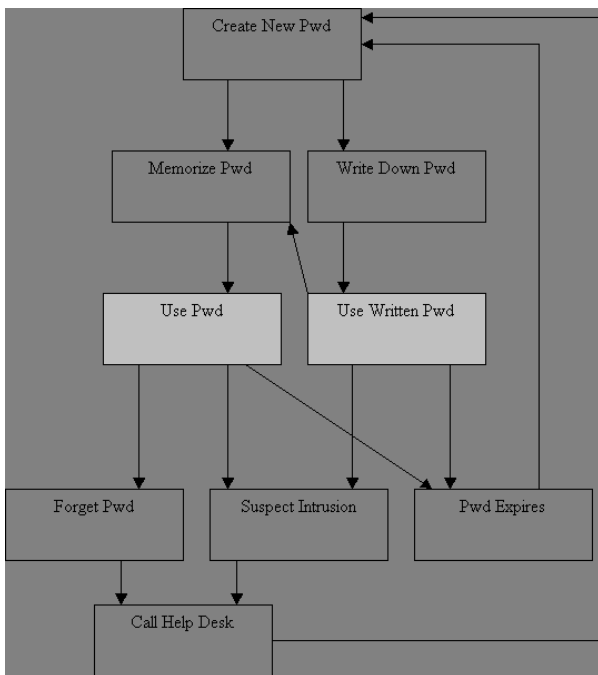 Create New Pwd
Memorize Pwd
Write Down Pwd
Use Pwd
Use Written Pwd
Forget Pwd
Suspect Intrusion
Pwd Expires
Call Help Desk